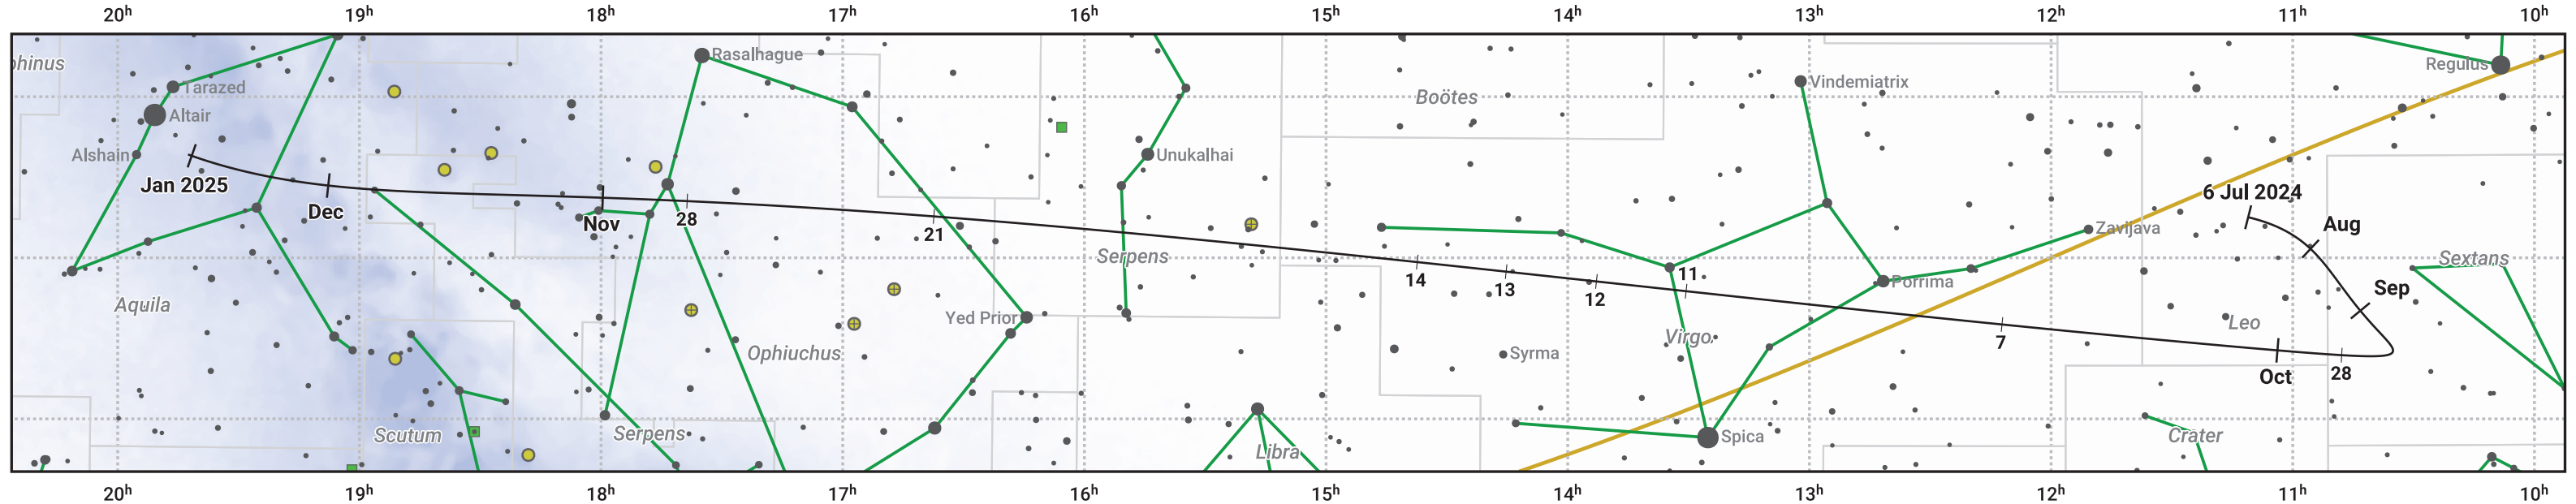 20h 19h 18h 17h 16h 15h 14h 13h 12h 11h 10h
Rasalhague
Regulus
phinus
Tarazed
Vindemiatrix
Boötes
Altair
Alshain
Unukalhai
Jan 2025
6 Jul 2024
Dec
28
Nov
21
Aug
Zavijava
Serpens
Sextans
14
13
12
11
Porrima
Sep
Aquila
Yed Prior
Leo
Virgo
7
Ophiuchus
Syrma
Oct
28
Scutum
Serpens
Spica
Crater
Libra
20h 19h 18h 17h 16h 15h 14h 13h 12h 11h 10h